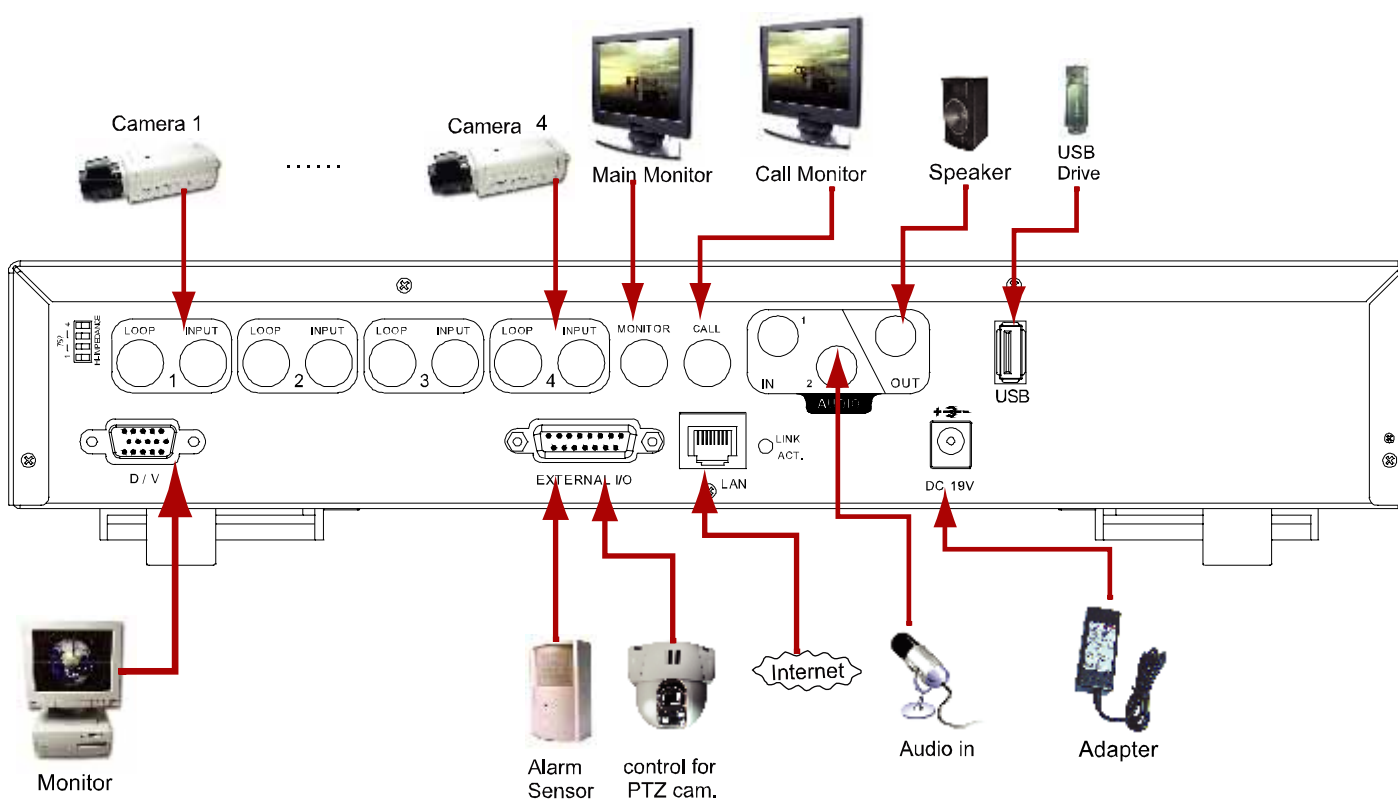 Camera 1
......
Camera 4
Main Monitor
Call Monitor
Speaker
USB
Drive
1 — 4
75Ω
HI-IMPEDANCE
LOOP INPUT
1
LOOP INPUT
2
LOOP INPUT
3
LOOP INPUT
4
MONITOR
CALL
1
IN 2
OUT
AUDIO
USB
D / V
EXTERNAL I/O
LAN
LINK
ACT.
+ -
DC 19V
Monitor
Alarm
Sensor
control for
PTZ cam.
Internet
Audio in
Adapter